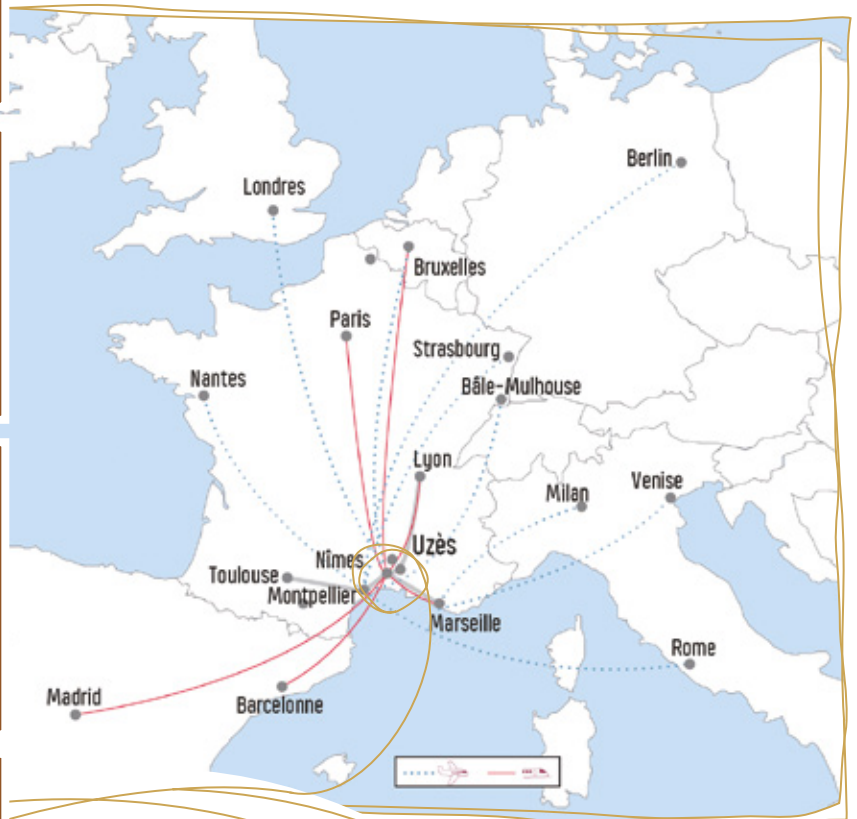 Berlin
Londres
Bruxelles
Paris
Strasbourg
Nantes
Bâle-Mulhouse
Lyon
Venise
Milan
Uzès
Nîmes
Toulouse
Montpellier
Marseille
Rome
Madrid
Barcelonne